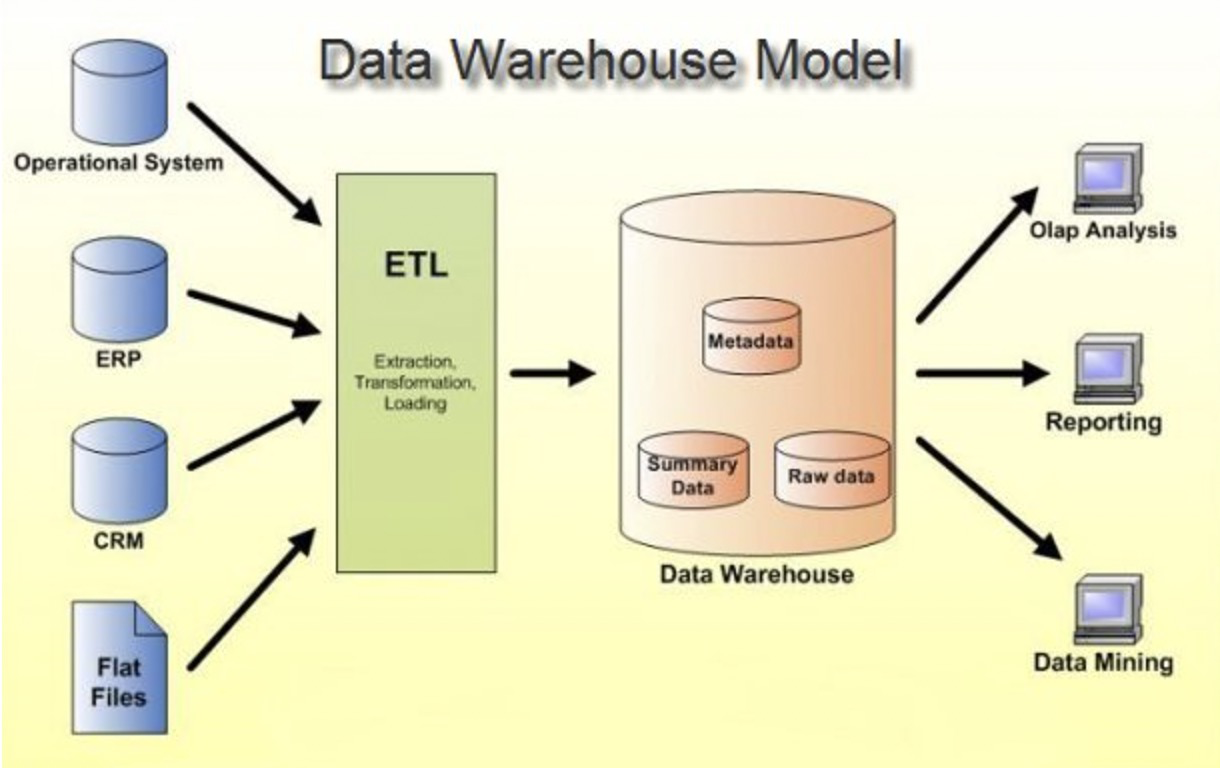 Data Warehouse Model
Operational System
ERP
CRM
Flat
Files
ETL
Extraction,
Transformation,
Loading
Metadata
Summary
Data
Raw data
Data Warehouse
Olap Analysis
Reporting
Data Mining